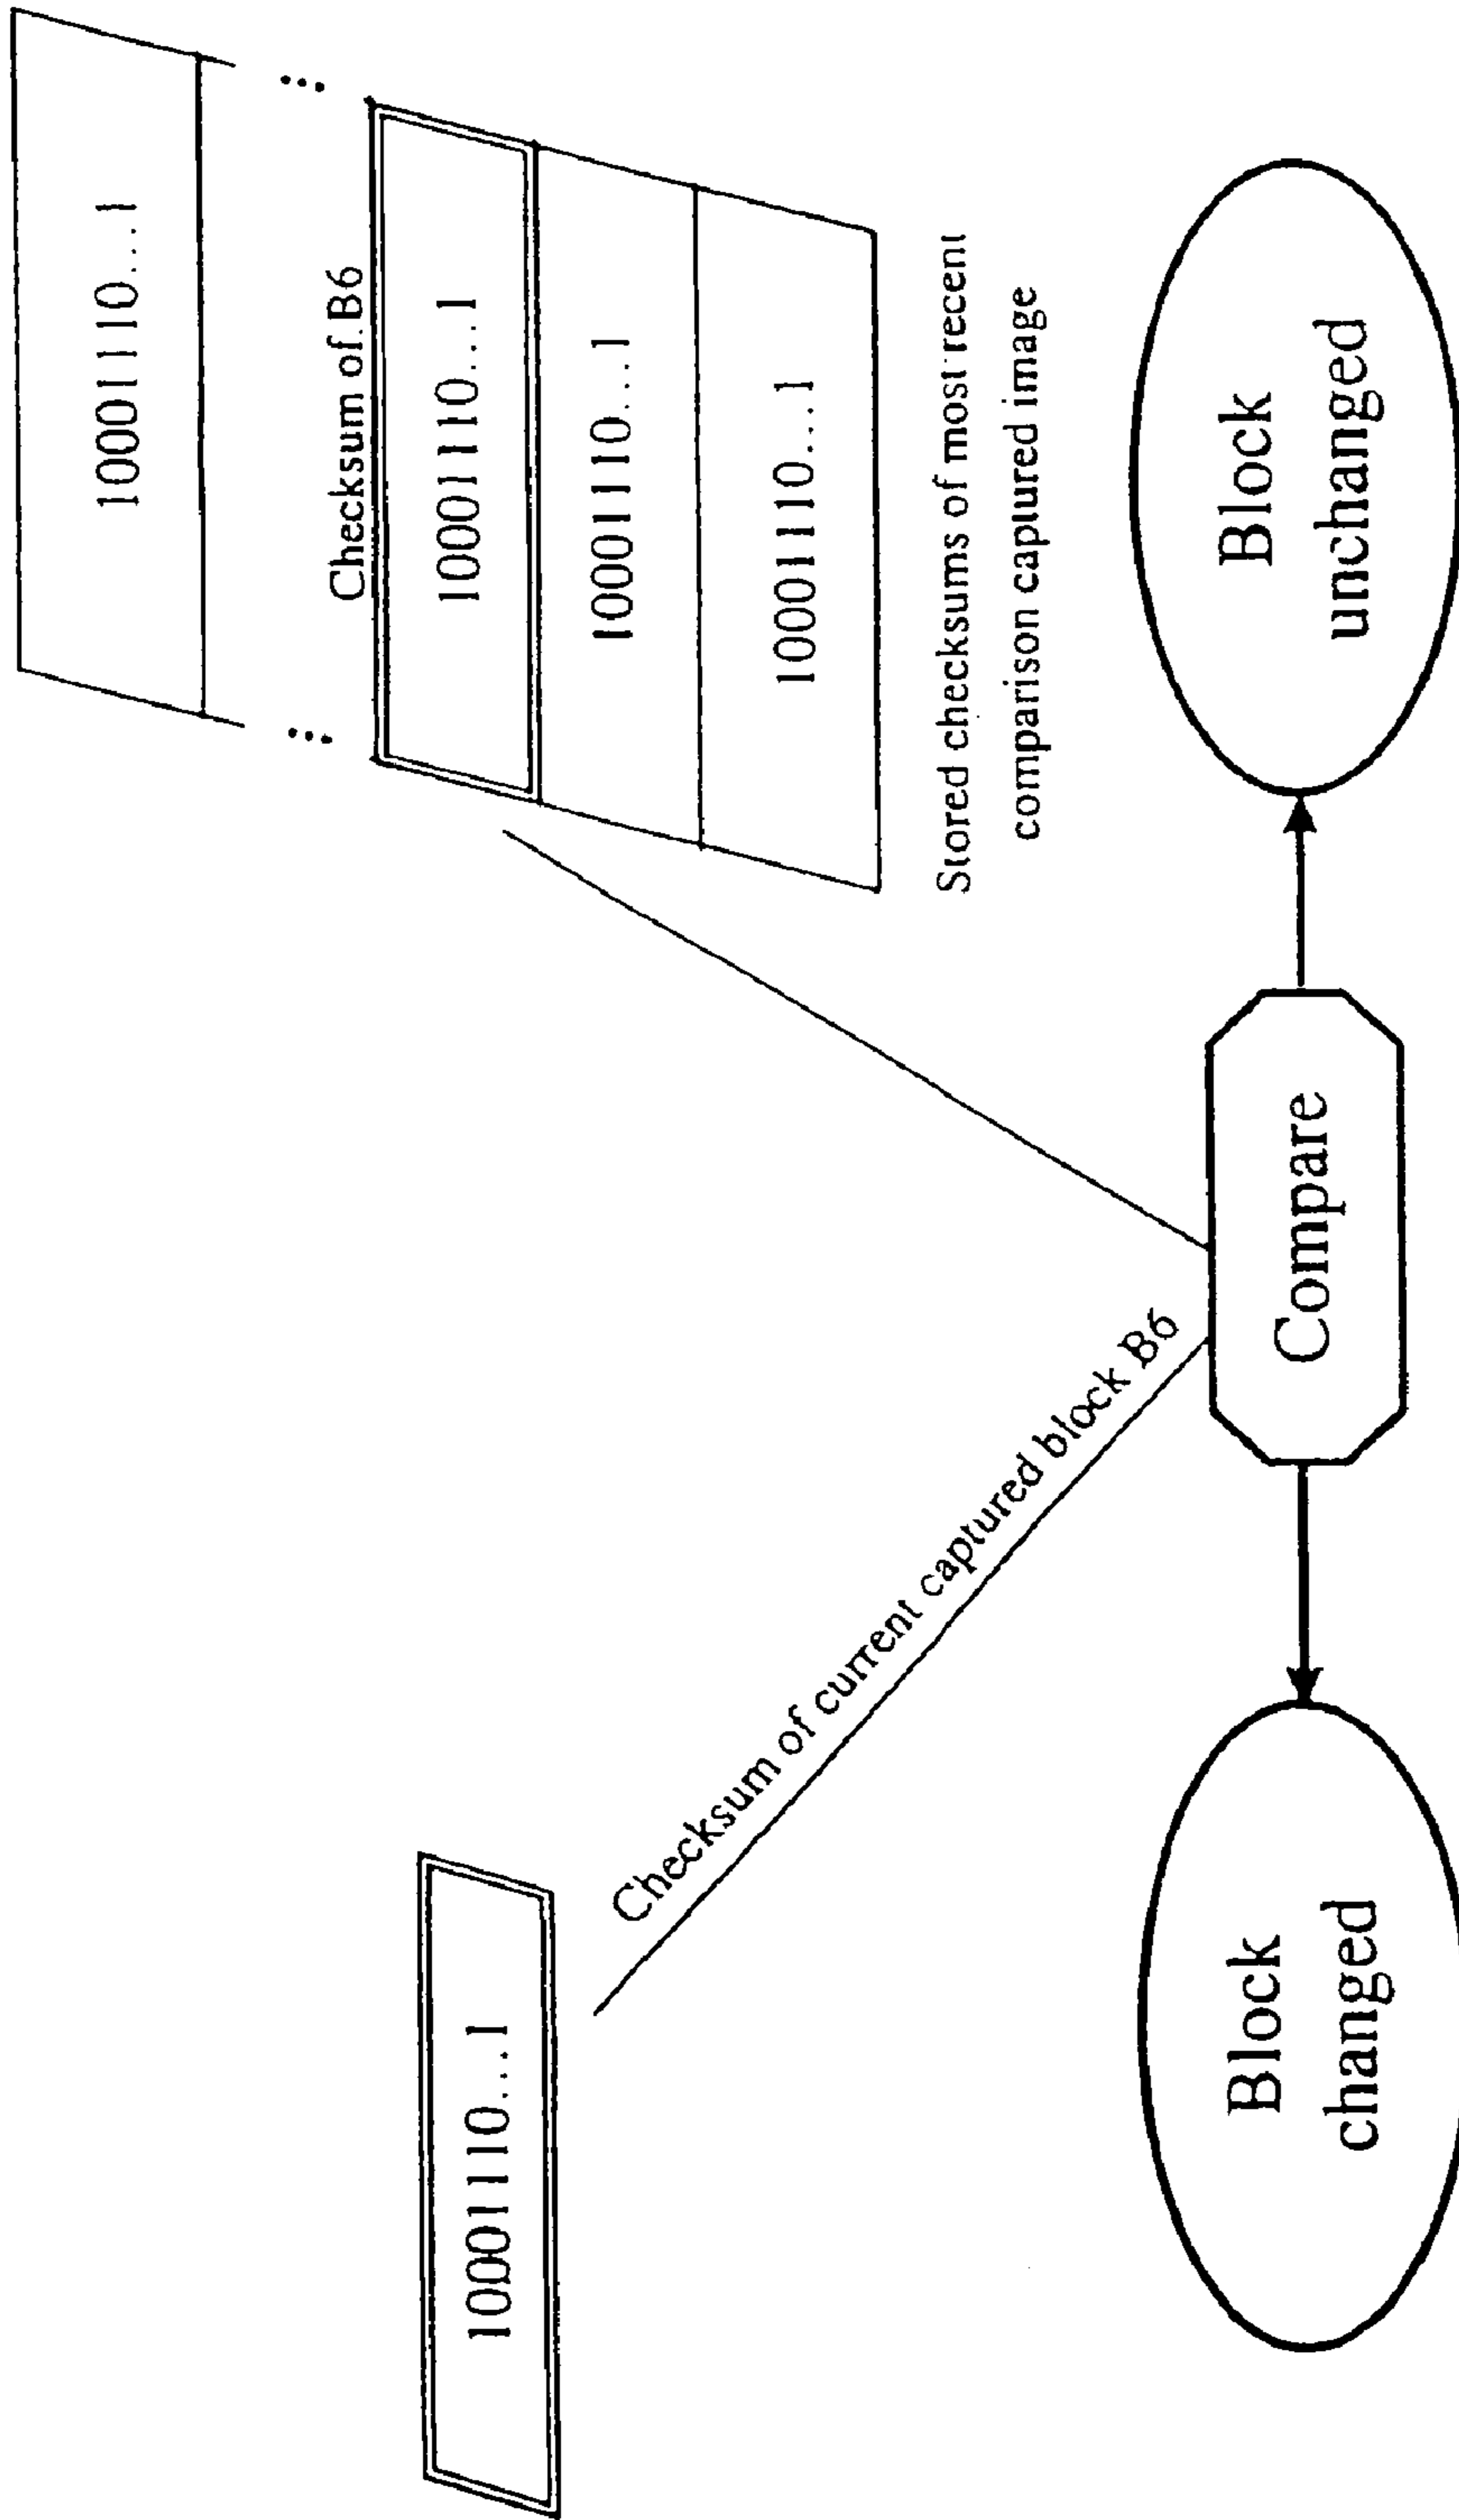 10001110...1
Checksum of B6
10001110...1
10001110...1
10001110...1
Stored checksums of most recent
comparison captured image
10001110...1
Checksum of current captured block B6
Compare
Block
changed
Block
unchanged